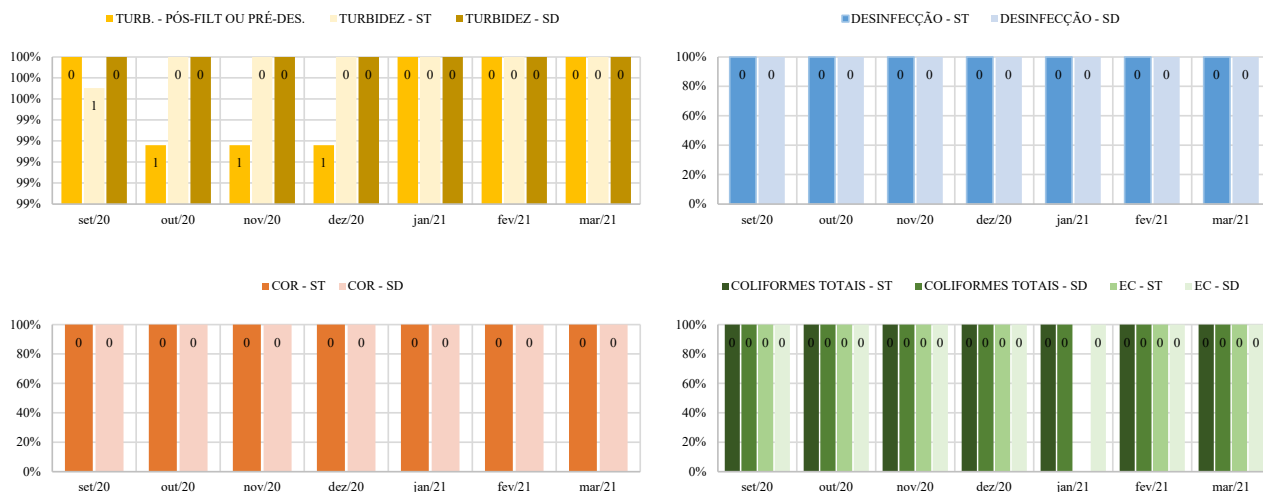 TURB. - PÓS-FILT OU PRÉ-DES. TURBIDEZ - ST TURBIDEZ - SD
100%
100%
100%
99%
99%
99%
99%
0 0 0 0 0 0 0 0 0 0 0 0 0 0 0 0 0
1
1 1 1
set/20 out/20 nov/20 dez/20 jan/21 fev/21 mar/21
DESINFECÇÃO - ST DESINFECÇÃO - SD
100%
80%
60%
40%
20%
0%
0 0 0 0 0 0 0 0 0 0 0 0 0 0
set/20 out/20 nov/20 dez/20 jan/21 fev/21 mar/21
COR - ST COR - SD
100%
80%
60%
40%
20%
0%
0 0 0 0 0 0 0 0 0 0 0 0 0 0
set/20 out/20 nov/20 dez/20 jan/21 fev/21 mar/21
COLIFORMES TOTAIS - ST COLIFORMES TOTAIS - SD EC - ST EC - SD
100%
80%
60%
40%
20%
0%
0 0 0 0 0 0 0 0 0 0 0 0 0 0 0 0 0 0 0 0 0 0 0 0 0 0 0
set/20 out/20 nov/20 dez/20 jan/21 fev/21 mar/21